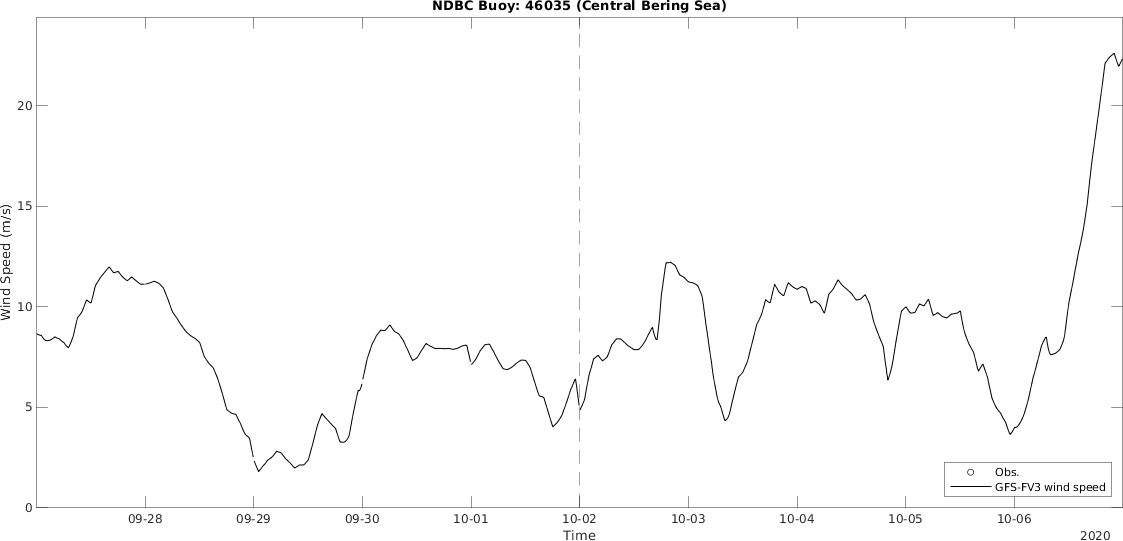 NDBC Buoy: 46035 (Central Bering Sea)
20
15
10
5
0
Wind Speed (m/s)
Obs.
GFS-FV3 wind speed
09-28 09-29 09-30 10-01 10-02 10-03 10-04 10-05 10-06
Time
2020